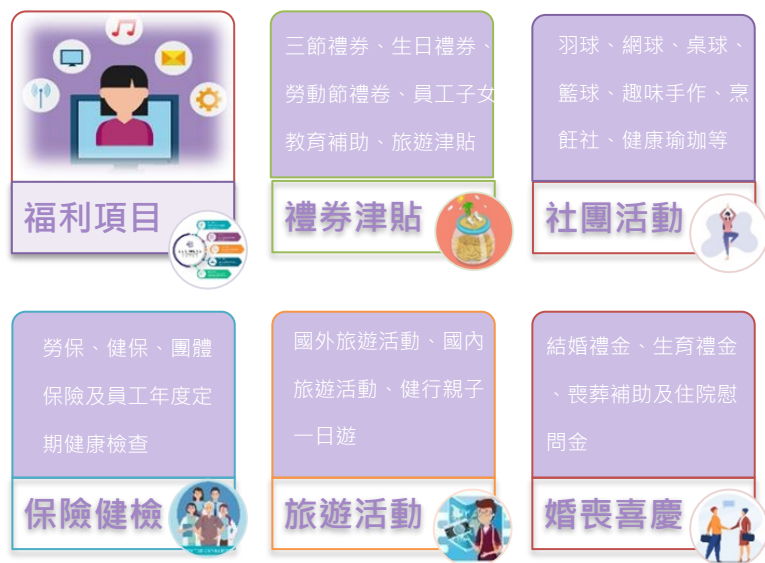 福利項目
三節禮券、生日禮券、
勞動節禮卷、員工子女
教育補助、旅遊津貼
禮券津貼
羽球、網球、桌球、
籃球、趣味手作、烹
飪社、健康瑜珈等
社團活動
勞保、健保、團體
保險及員工年度定
期健康檢查
保險健檢
國外旅遊活動、國內
旅遊活動、健行親子
一日遊
旅遊活動
結婚禮金、生育禮金
、喪葬補助及住院慰
問金
婚喪喜慶